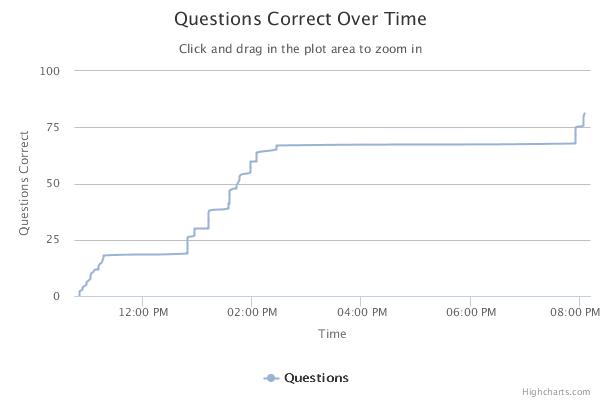 Questions Correct Over Time
Click and drag in the plot area to zoom in
100
75
50
25
0
Questions Correct
12:00 PM 02:00 PM 04:00 PM 06:00 PM 08:00 PM
Time
Questions
Highcharts.com